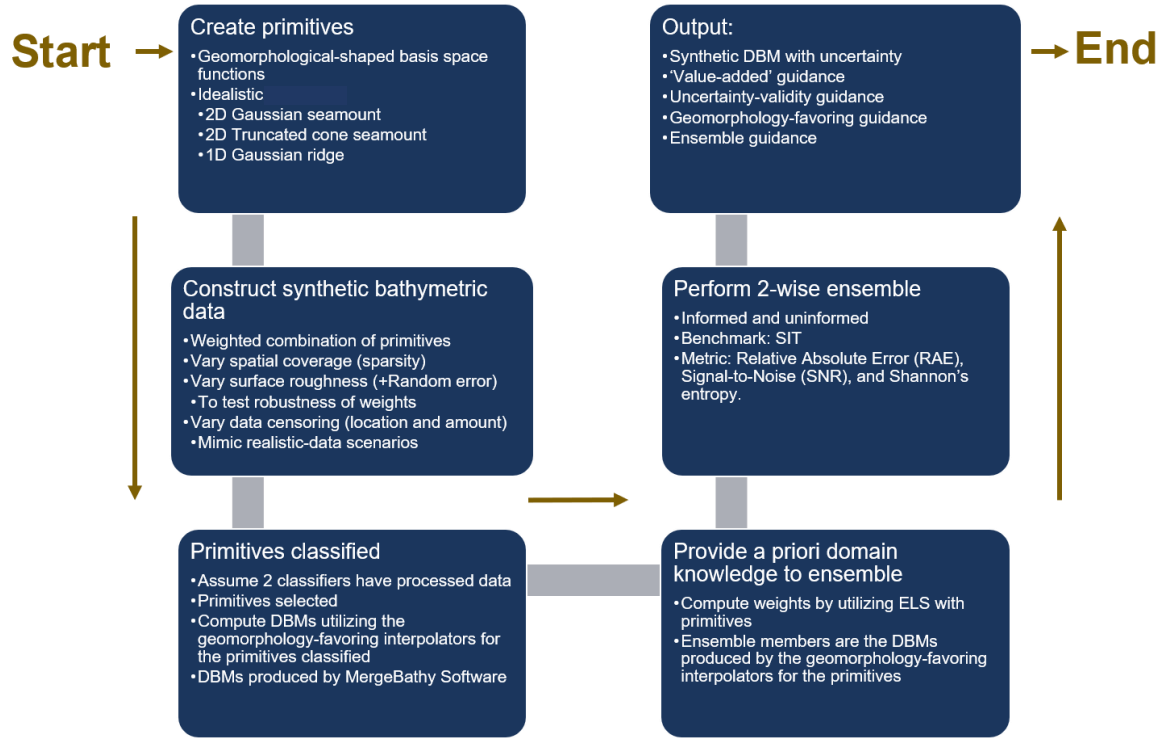 Start
Create primitives
•Geomorphological-shaped basis space
functions
•Idealistic
•2D Gaussian seamount
•2D Truncated cone seamount
•1D Gaussian ridge
Construct synthetic bathymetric
data
•Weighted combination of primitives
•Vary spatial coverage (sparsity)
•Vary surface roughness (+Random error)
•To test robustness of weights
•Vary data censoring (location and amount)
•Mimic realistic-data scenarios
Primitives classified
•Assume 2 classifiers have processed data
•Primitives selected
•Compute DBMs utilizing the
geomorphology-favoring interpolators for
the primitives classified
•DBMs produced by MergeBathy Software
Provide a priori domain
knowledge to ensemble
•Compute weights by utilizing ELS with
primitives
•Ensemble members are the DBMs
produced by the geomorphology-favoring
interpolators for the primitives
Perform 2-wise ensemble
•Informed and uninformed
•Benchmark: SIT
•Metric: Relative Absolute Error (RAE),
Signal-to-Noise (SNR), and Shannon's
entropy.
Output:
•Synthetic DBM with uncertainty
•'Value-added' guidance
•Uncertainty-validity guidance
•Geomorphology-favoring guidance
•Ensemble guidance
End